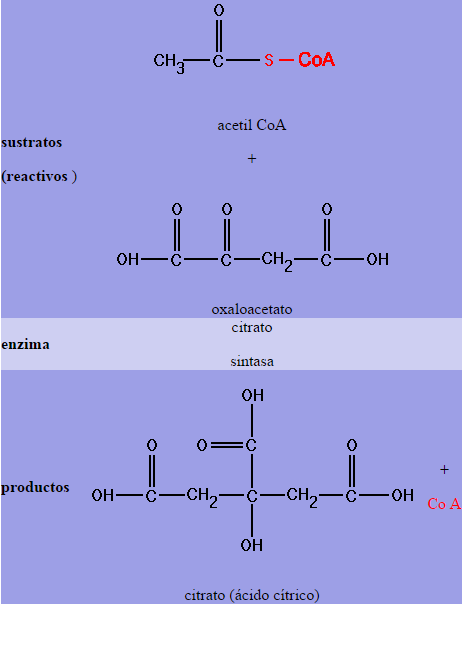 O
CH3 C S CoA
acetil CoA
sustratos
+
(reactivos )
O O O
OH C C CH2 C OH
oxaloacetato
citrato
enzima
sintasa
OH
O O C
productos +
OH C CH2 C CH2 C OH
O
Co A
OH
citrato (ácido cítrico)